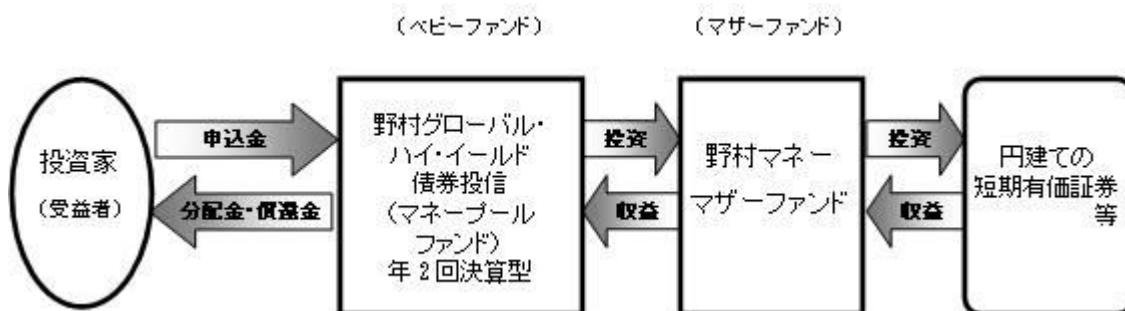 (ベビーファンド)
(マザーファンド)
投資家
(受益者)
申込金
分配金・償還金
野村グローバル・
ハイ・イールド
債券投信
(マネープール
ファンド)
年2回決算型
投資
収益
野村マネー
マザーファンド
投資
収益
円建ての
短期有価証券
等